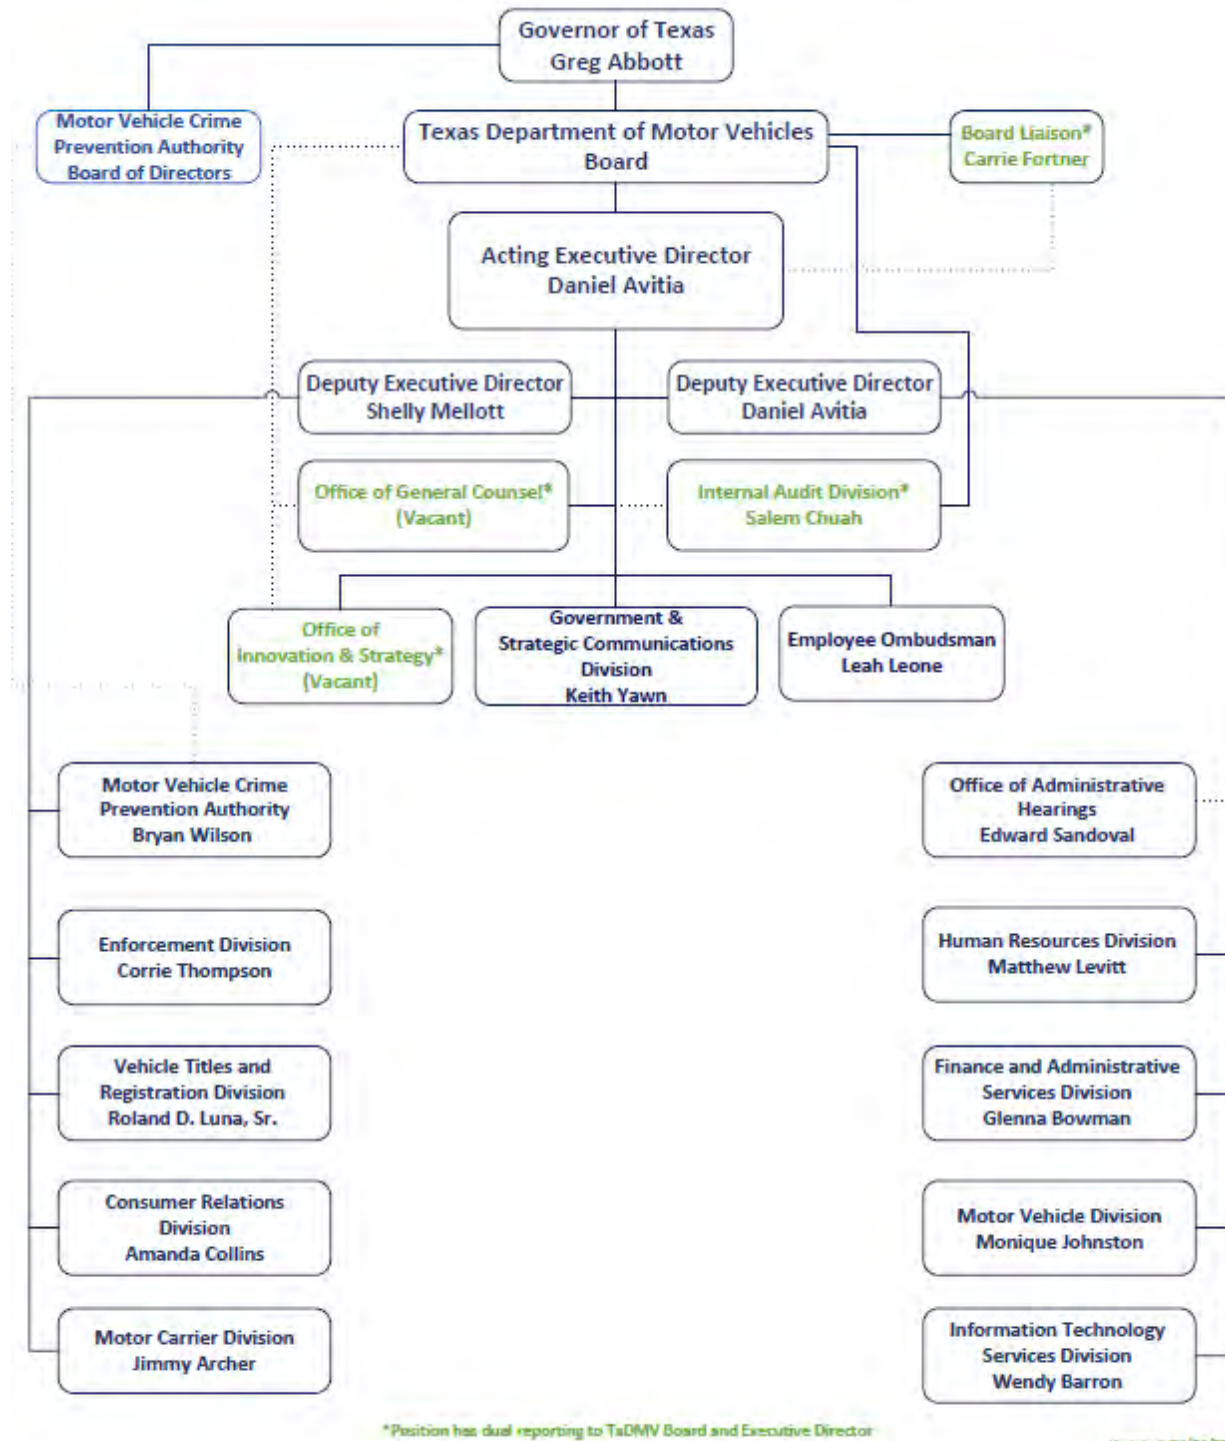 Governor of Texas
Greg Abbott
Motor Vehicle Crime
Prevention Authority
Board of Directors
Texas Department of Motor Vehicles
Board
Board Liaison*
Carrie Fortner
Acting Executive Director
Daniel Avitia
Deputy Executive Director
Shelly Mellott
Deputy Executive Director
Daniel Avitia
Office of General Counsel*
(Vacant)
Internal Audit Division*
Salem Chuah
Office of
Innovation & Strategy*
(Vacant)
Government &
Strategic Communications
Division
Keith Yawn
Employee Ombudsman
Leah Leone
Motor Vehicle Crime
Prevention Authority
Bryan Wilson
Office of Administrative
Hearings
Edward Sandoval
Enforcement Division
Corrie Thompson
Human Resources Division
Matthew Levitt
Vehicle Titles and
Registration Division
Roland D. Luna, Sr.
Finance and Administrative
Services Division
Glenna Bowman
Consumer Relations
Division
Amanda Collins
Motor Vehicle Division
Monique Johnston
Motor Carrier Division
Jimmy Archer
Information Technology
Services Division
Wendy Barron
*Position has dual reporting to TxDMV Board and Executive Director